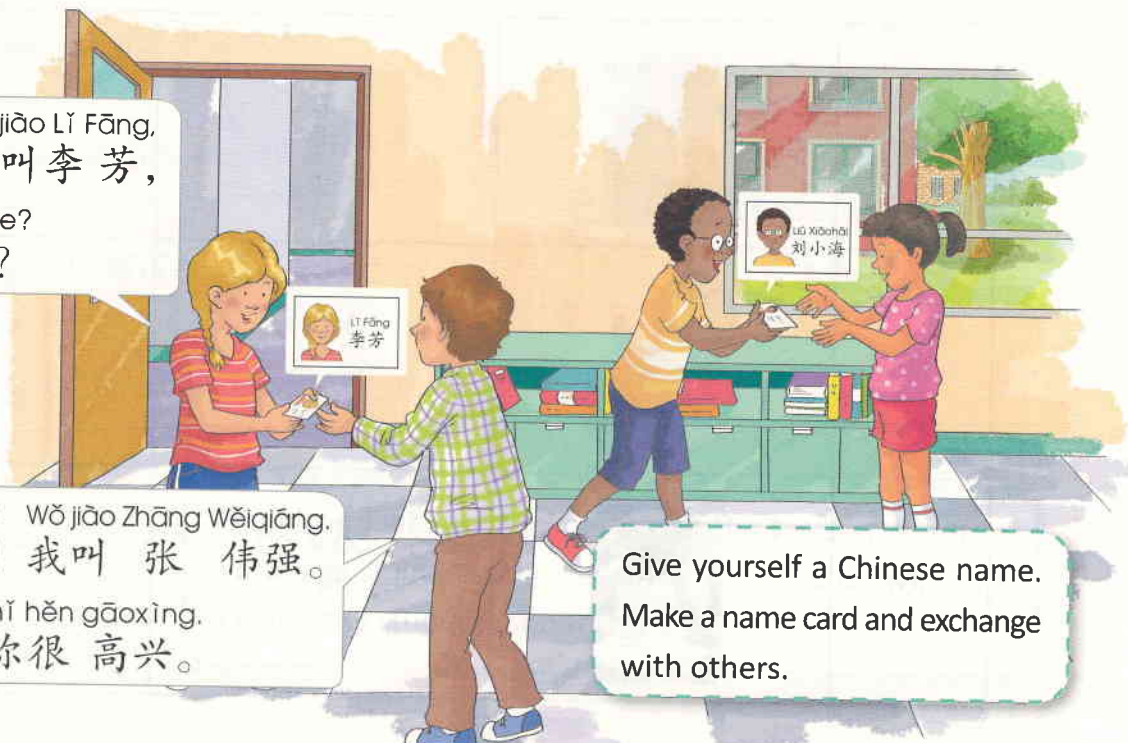 jiào Lǐ Fāng,
叫李 芳，
e?
？
Lǐ Fāng
李芳
Liú Xiǎohǎi
刘小海
Wǒ jiào Zhāng Wěiqiáng.
我叫 张 伟强。
nǐ hěn gāoxìng.
你很 高兴。
Give yourself a Chinese name.
Make a name card and exchange
with others.